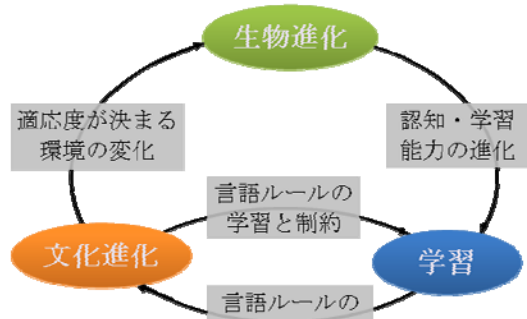 生物進化
適応度が決まる
環境の変化
認知・学習
能力の進化
言語ルールの
学習と制約
文化進化
学習
言語ルールの